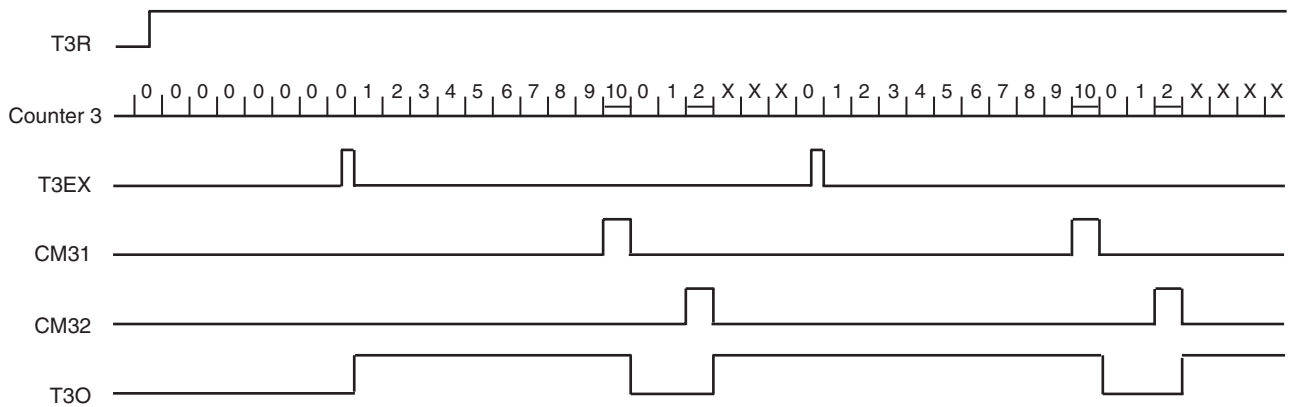 T3R
0 0 0 0 0 0 0 0 1 2 3 4 5 6 7 8 9 10 0 1 2 X X X 0 1 2 3 4 5 6 7 8 9 10 0 1 2 X X X X
Counter 3
T3EX
CM31
CM32
T3O